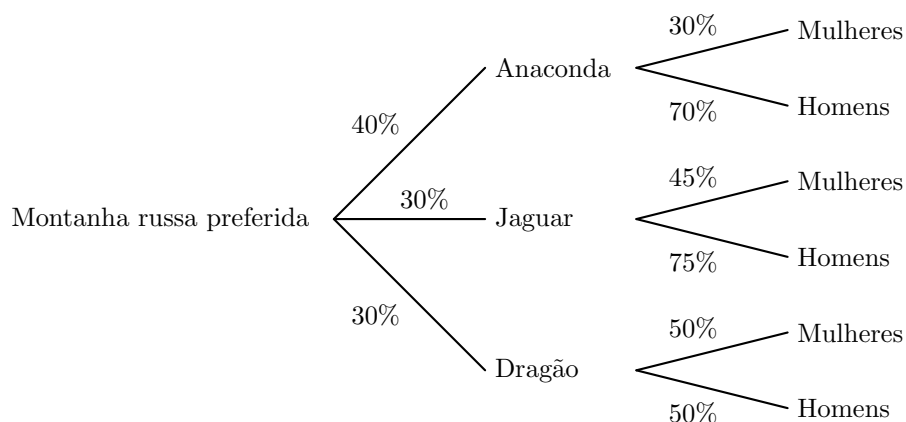 30%
Mulheres
Anaconda
40%
70%
Homens
45%
Mulheres
30%
Montanha russa preferida
Jaguar
75%
Homens
30%
50%
Mulheres
Dragão
50%
Homens